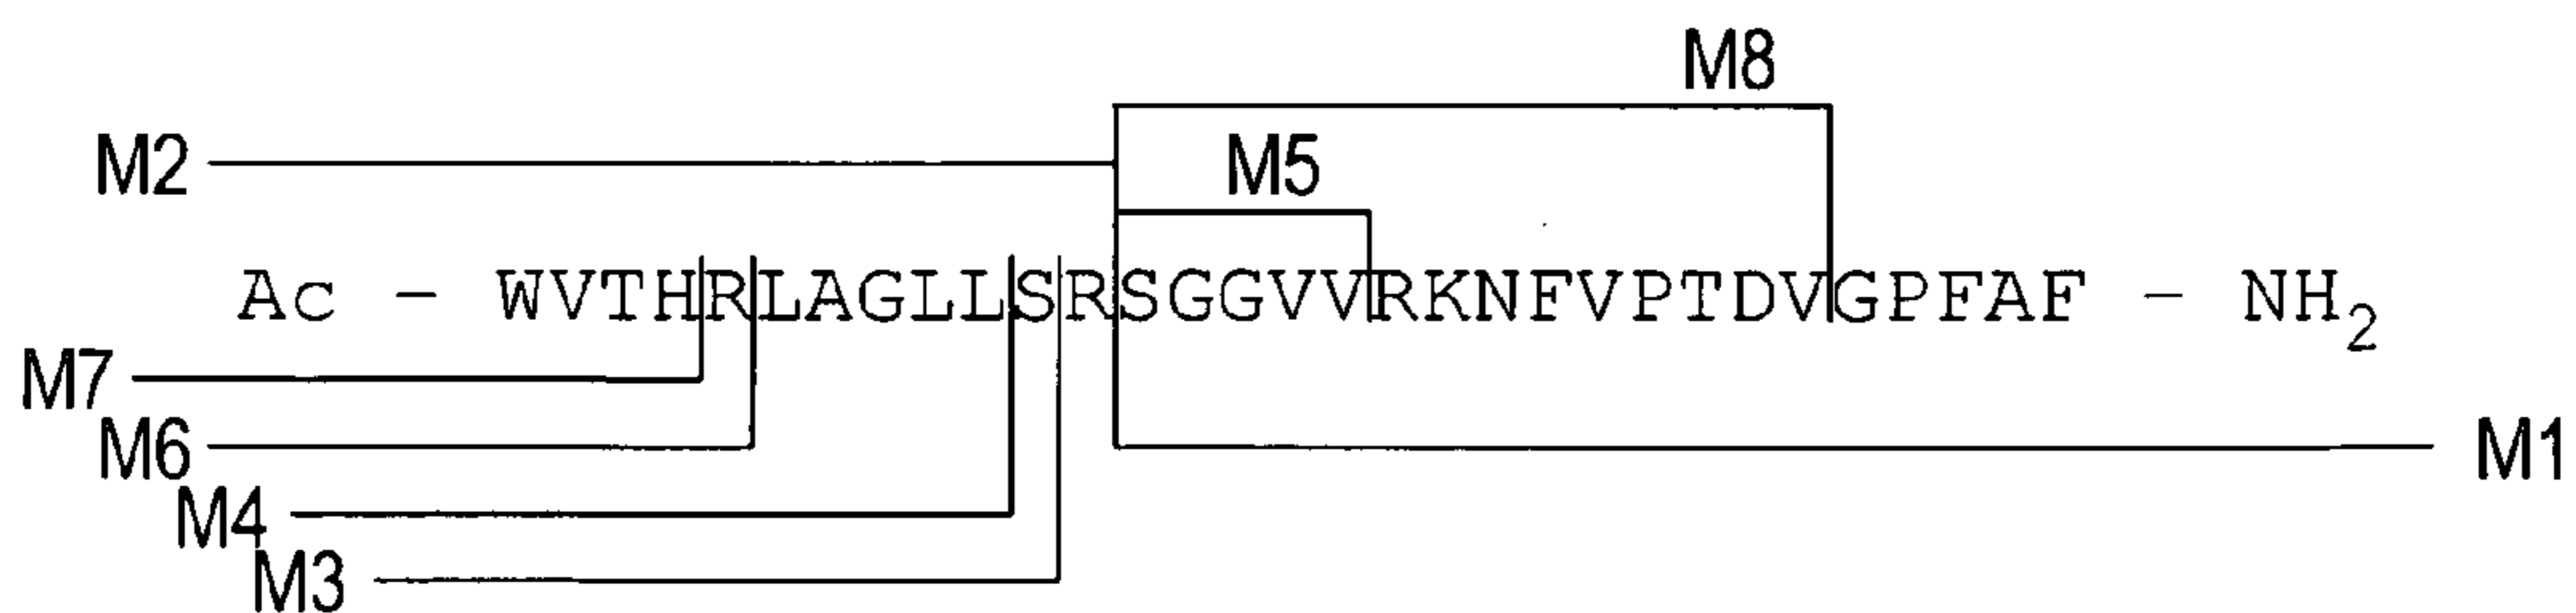 M8
M2
M5
Ac - WVTHRLAGLLSRSGGVVRKNFVPTDVGPFAF - NH2
M7
M6
M1
M4
M3